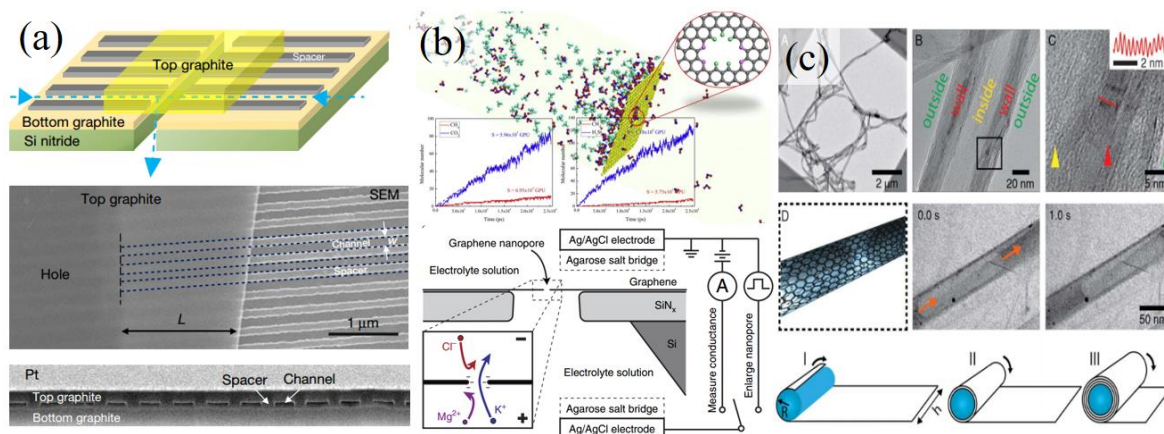 (a)
Spacer
Top graphite
Bottom graphite
Si nitride
Top graphite
SEM
Channel
w
Hole
Spacer
L
1 μm
Pt
Spacer
Channel
Top graphite
Bottom graphite
(b)
CH₄
CO₂
Molecular number
Time (ps)
Time (ps)
Graphene nanopore
Ag/AgCl electrode
Agarose salt bridge
Electrolyte solution
Graphene
SiNₓ
Si
A
Measure conductance
Enlarge nanopore
Cl⁻
−
Mg²⁺
K⁺
+
Electrolyte solution
Agarose salt bridge
Ag/AgCl electrode
(c)
2 μm
B
outside
wall
inside
wall
outside
20 nm
C
2 nm
5 nm
D
0.0 s
1.0 s
50 nm
I
II
III
R
h